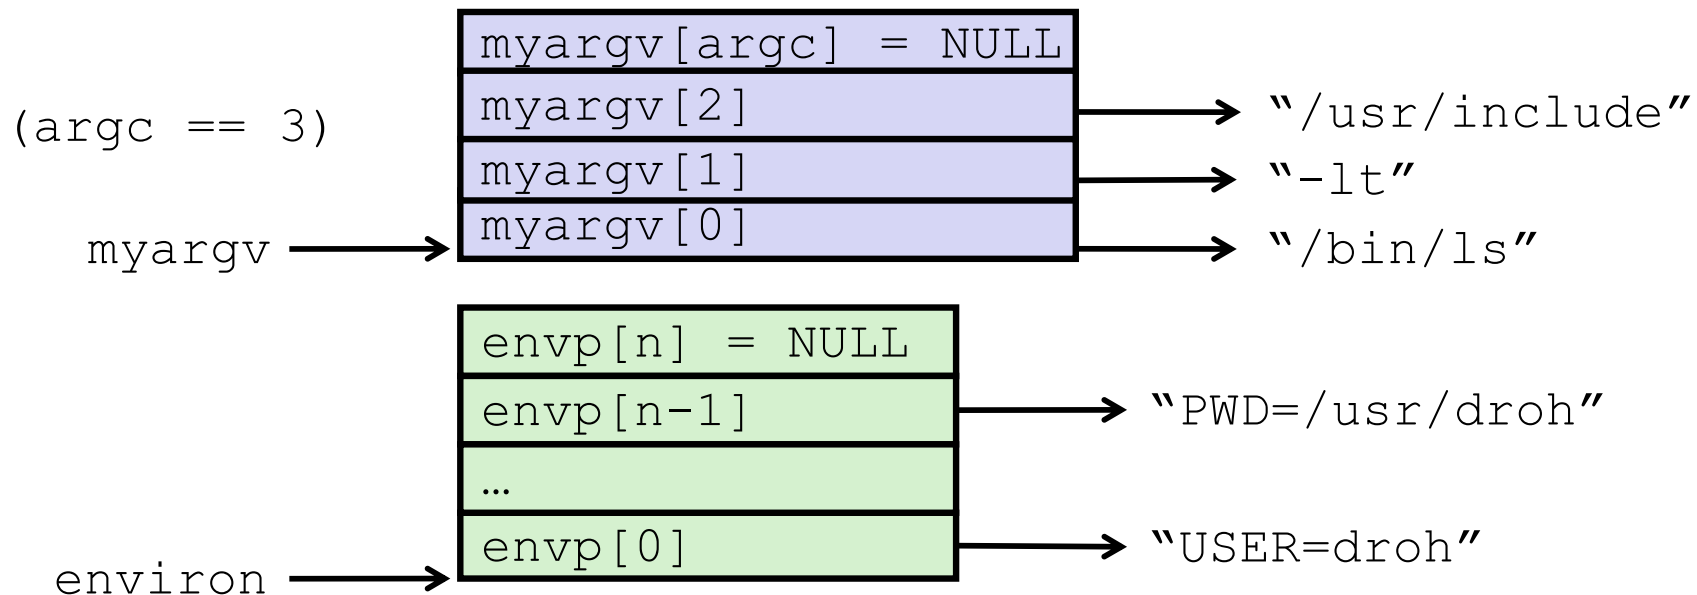 myargv[argc] = NULL
myargv[2]
“/usr/include”
(argc == 3)
myargv[1]
“-lt”
myargv[0]
myargv
“/bin/ls”
envp[n] = NULL
envp[n-1]
“PWD=/usr/droh”
…
envp[0]
“USER=droh”
environ